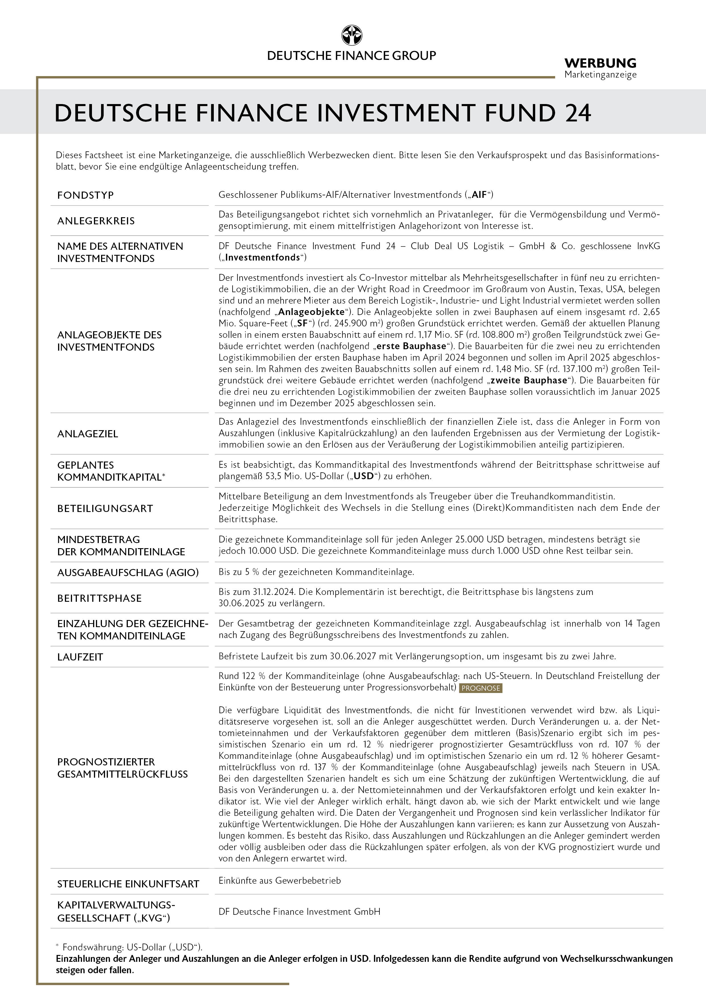 DEUTSCHE FINANCE GROUP
WERBUNG
Marketinganzeige
DEUTSCHE FINANCE INVESTMENT FUND 24
Dieses Factsheet ist eine Marketinganzeige, die ausschließlich Werbezwecken dient. Bitte lesen Sie den Verkaufsprospekt und das Basisinformations-
blatt, bevor Sie eine endgültige Anlageentscheidung treffen.
FONDSTYP
Geschlossener Publikums-AIF/Alternativer Investmentfonds („AIF“)
ANLEGERKREIS
Das Beteiligungsangebot richtet sich vornehmlich an Privatanleger, für die Vermögensbildung und Vermö-
gensoptimierung, mit einem mittelfristigen Anlagehorizont von Interesse ist.
NAME DES ALTERNATIVEN
INVESTMENTFONDS
DF Deutsche Finance Investment Fund 24 – Club Deal US Logistik – GmbH & Co. geschlossene InvKG
(„Investmentfonds“)
ANLAGEOBJEKTE DES
INVESTMENTFONDS
Der Investmentfonds investiert als Co-Investor mittelbar als Mehrheitsgesellschafter in fünf neu zu errichten-
de Logistikimmobilien, die an der Wright Road in Creedmoor im Großraum von Austin, Texas, USA, belegen
sind und an mehrere Mieter aus dem Bereich Logistik-, Industrie- und Light Industrial vermietet werden sollen
(nachfolgend „Anlageobjekte“). Die Anlageobjekte sollen in zwei Bauphasen auf einem insgesamt rd. 2,65
Mio. Square-Feet („SF“) (rd. 245.900 m²) großen Grundstück errichtet werden. Gemäß der aktuellen Planung
sollen in einem ersten Bauabschnitt auf einem rd. 1,17 Mio. SF (rd. 108.800 m²) großen Teilgrundstück zwei Ge-
bäude errichtet werden (nachfolgend „erste Bauphase“). Die Bauarbeiten für die zwei neu zu errichtenden
Logistikimmobilien der ersten Bauphase haben im April 2024 begonnen und sollen im April 2025 abgeschlos-
sen sein. Im Rahmen des zweiten Bauabschnitts sollen auf einem rd. 1,48 Mio. SF (rd. 137.100 m²) großen Teil-
grundstück drei weitere Gebäude errichtet werden (nachfolgend „zweite Bauphase“). Die Bauarbeiten für
die drei neu zu errichtenden Logistikimmobilien der zweiten Bauphase sollen voraussichtlich im Januar 2025
beginnen und im Dezember 2025 abgeschlossen sein.
ANLAGEZIEL
Das Anlageziel des Investmentfonds einschließlich der finanziellen Ziele ist, dass die Anleger in Form von
Auszahlungen (inklusive Kapitalrückzahlung) an den laufenden Ergebnissen aus der Vermietung der Logistik-
immobilien sowie an den Erlösen aus der Veräußerung der Logistikimmobilien anteilig partizipieren.
GEPLANTES
KOMMANDITKAPITAL*
Es ist beabsichtigt, das Kommanditkapital des Investmentfonds während der Beitrittsphase schrittweise auf
plangemäß 53,5 Mio. US-Dollar („USD“) zu erhöhen.
BETEILIGUNGSART
Mittelbare Beteiligung an dem Investmentfonds als Treugeber über die Treuhandkommanditistin.
Jederzeitige Möglichkeit des Wechsels in die Stellung eines (Direkt)Kommanditisten nach dem Ende der
Beitrittsphase.
MINDESTBETRAG
DER KOMMANDITEINLAGE
Die gezeichnete Kommanditeinlage soll für jeden Anleger 25.000 USD betragen, mindestens beträgt sie
jedoch 10.000 USD. Die gezeichnete Kommanditeinlage muss durch 1.000 USD ohne Rest teilbar sein.
AUSGABEAUFSCHLAG (AGIO)
Bis zu 5 % der gezeichneten Kommanditeinlage.
BEITRITTSPHASE
Bis zum 31.12.2024. Die Komplementärin ist berechtigt, die Beitrittsphase bis längstens zum
30.06.2025 zu verlängern.
EINZAHLUNG DER GEZEICHNE-
TEN KOMMANDITEINLAGE
Der Gesamtbetrag der gezeichneten Kommanditeinlage zzgl. Ausgabeaufschlag ist innerhalb von 14 Tagen
nach Zugang des Begrüßungsschreibens des Investmentfonds zu zahlen.
LAUFZEIT
Befristete Laufzeit bis zum 30.06.2027 mit Verlängerungsoption, um insgesamt bis zu zwei Jahre.
PROGNOSTIZIERTER
GESAMTMITTELRÜCKFLUSS
Rund 122 % der Kommanditeinlage (ohne Ausgabeaufschlag; nach US-Steuern. In Deutschland Freistellung der
Einkünfte von der Besteuerung unter Progressionsvorbehalt) PROGNOSE
Die verfügbare Liquidität des Investmentfonds, die nicht für Investitionen verwendet wird bzw. als Liqui-
ditätsreserve vorgesehen ist, soll an die Anleger ausgeschüttet werden. Durch Veränderungen u. a. der Net-
tomieteinnahmen und der Verkaufsfaktoren gegenüber dem mittleren (Basis)Szenario ergibt sich im pes-
simistischen Szenario ein um rd. 12 % niedrigerer prognostizierter Gesamtrückfluss von rd. 107 % der
Kommanditeinlage (ohne Ausgabeaufschlag) und im optimistischen Szenario ein um rd. 12 % höherer Gesamt-
mittelrückfluss von rd. 137 % der Kommanditeinlage (ohne Ausgabeaufschlag) jeweils nach Steuern in USA.
Bei den dargestellten Szenarien handelt es sich um eine Schätzung der zukünftigen Wertentwicklung, die auf
Basis von Veränderungen u. a. der Nettomieteinnahmen und der Verkaufsfaktoren erfolgt und kein exakter In-
dikator ist. Wie viel der Anleger wirklich erhält, hängt davon ab, wie sich der Markt entwickelt und wie lange
die Beteiligung gehalten wird. Die Daten der Vergangenheit und Prognosen sind kein verlässlicher Indikator für
zukünftige Wertentwicklungen. Die Höhe der Auszahlungen kann variieren; es kann zur Aussetzung von Auszah-
lungen kommen. Es besteht das Risiko, dass Auszahlungen und Rückzahlungen an die Anleger gemindert werden
oder völlig ausbleiben oder dass die Rückzahlungen später erfolgen, als von der KVG prognostiziert wurde und
von den Anlegern erwartet wird.
STEUERLICHE EINKUNFTSART
Einkünfte aus Gewerbebetrieb
KAPITALVERWALTUNGS-
GESELLSCHAFT („KVG“)
DF Deutsche Finance Investment GmbH
* Fondswährung: US-Dollar („USD“).
Einzahlungen der Anleger und Auszahlungen an die Anleger erfolgen in USD. Infolgedessen kann die Rendite aufgrund von Wechselkursschwankungen
steigen oder fallen.